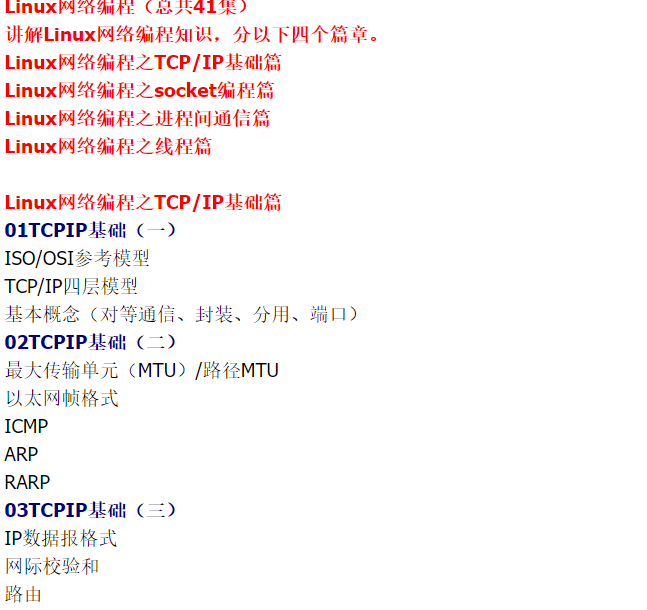 Linux网络编程（总共41集）
讲解Linux网络编程知识，分以下四个篇章。
Linux网络编程之TCP/IP基础篇
Linux网络编程之socket编程篇
Linux网络编程之进程间通信篇
Linux网络编程之线程篇
Linux网络编程之TCP/IP基础篇
01TCPIP基础（一）
ISO/OSI参考模型
TCP/IP四层模型
基本概念（对等通信、封装、分用、端口）
02TCPIP基础（二）
最大传输单元（MTU）/路径MTU
以太网帧格式
ICMP
ARP
RARP
03TCPIP基础（三）
IP数据报格式
网际校验和
路由